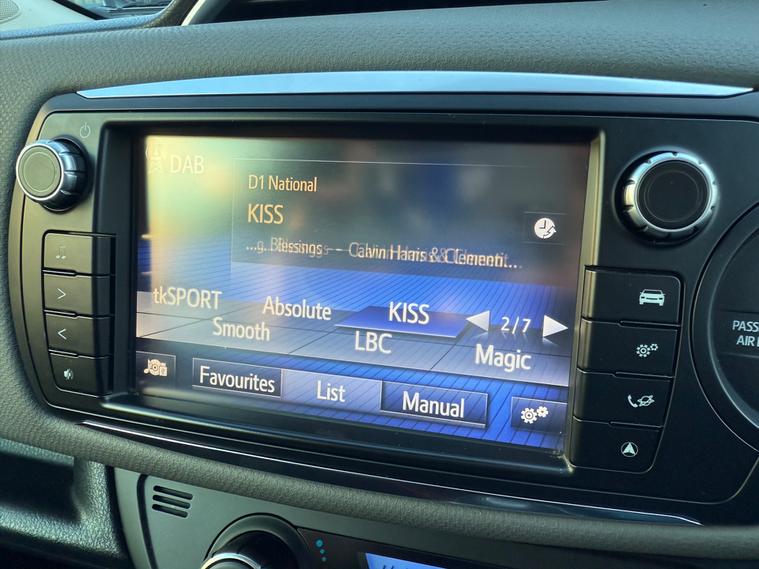 DAB
D1 National
KISS
...g. Blessings - Calvin Harris & Clementi...
tkSPORT Absolute KISS 2/7
Smooth LBC Magic
Favourites List Manual
PASS
AIR